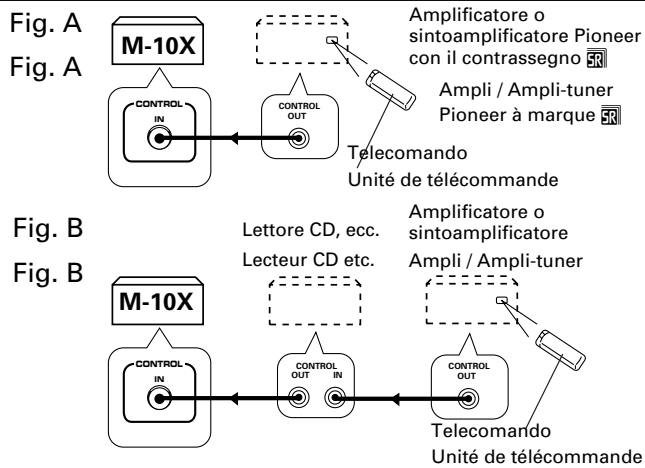 Fig. A
Fig. A
M-10X
Amplificatore o
sintoamplificatore Pioneer
con il contrassegno SR
Ampli / Ampli-tuner
Pioneer à marque SR
CONTROL
IN
CONTROL
OUT
Telecomando
Unité de télécommande
Fig. B
Fig. B
M-10X
Lettore CD, ecc.
Lecteur CD etc.
Amplificatore o
sintoamplificatore
Ampli / Ampli-tuner
CONTROL
IN
CONTROL
OUT IN
CONTROL
OUT
Telecomando
Unité de télécommande